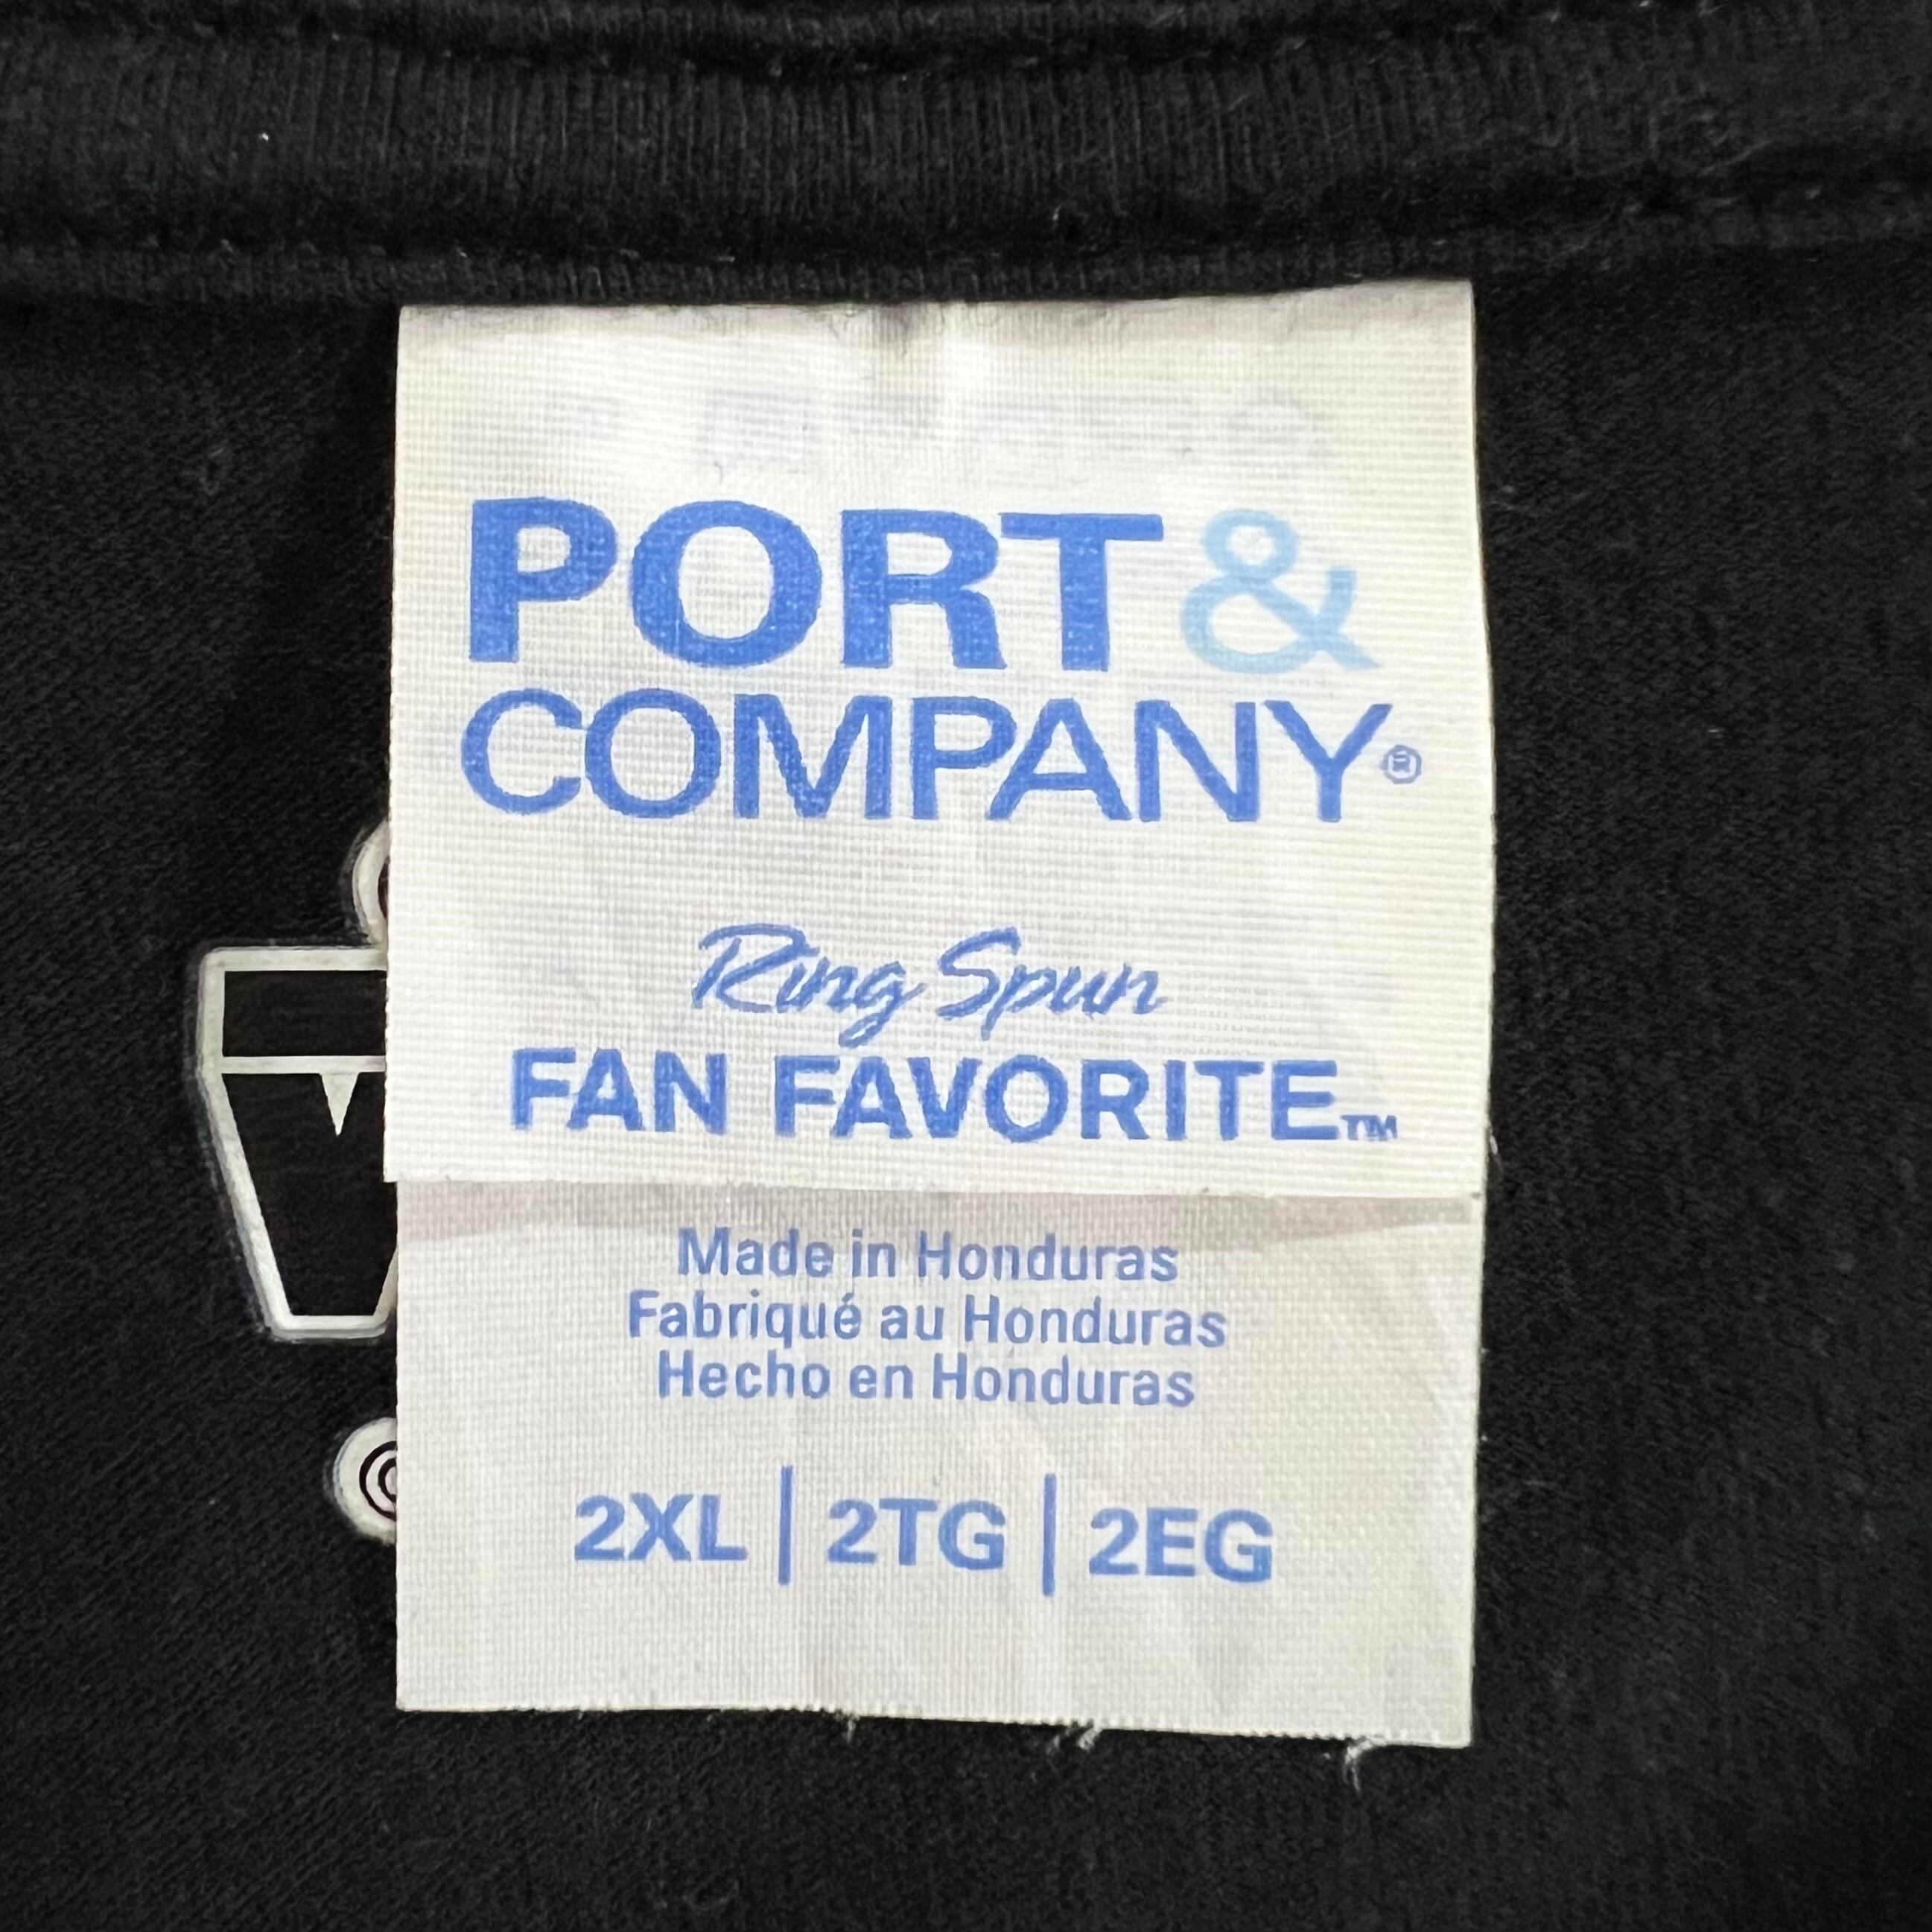 PORT &
COMPANY®
Ring Spun
FAN FAVORITE™
Made in Honduras
Fabriqué au Honduras
Hecho en Honduras
2XL | 2TG | 2EG